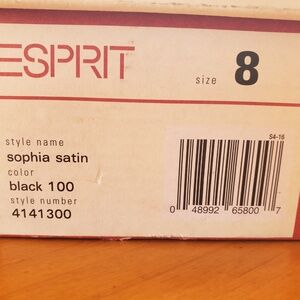 ESPRIT
size 8
style name
sophia satin
color
black 100
style number
4141300
S4-16
0 48992 65800 7